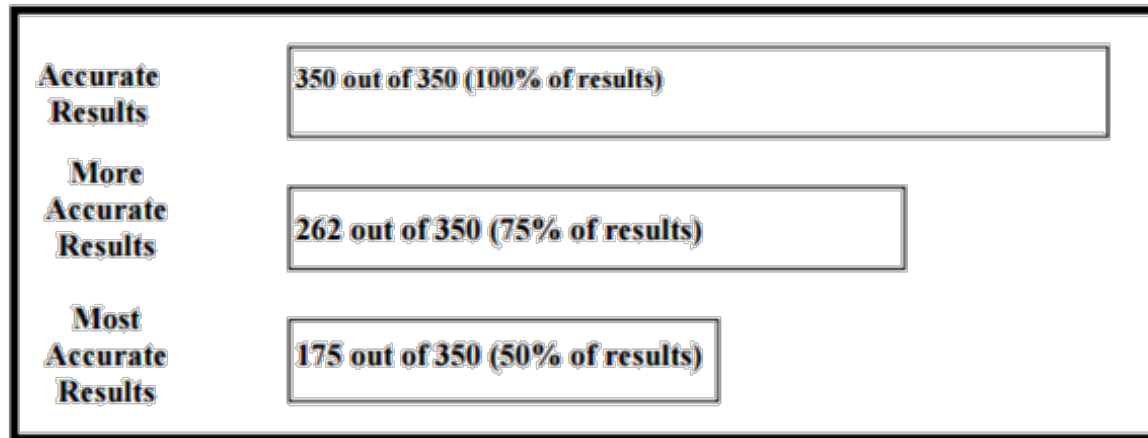 Accurate
Results
350 out of 350 (100% of results)
More
Accurate
Results
262 out of 350 (75% of results)
Most
Accurate
Results
175 out of 350 (50% of results)